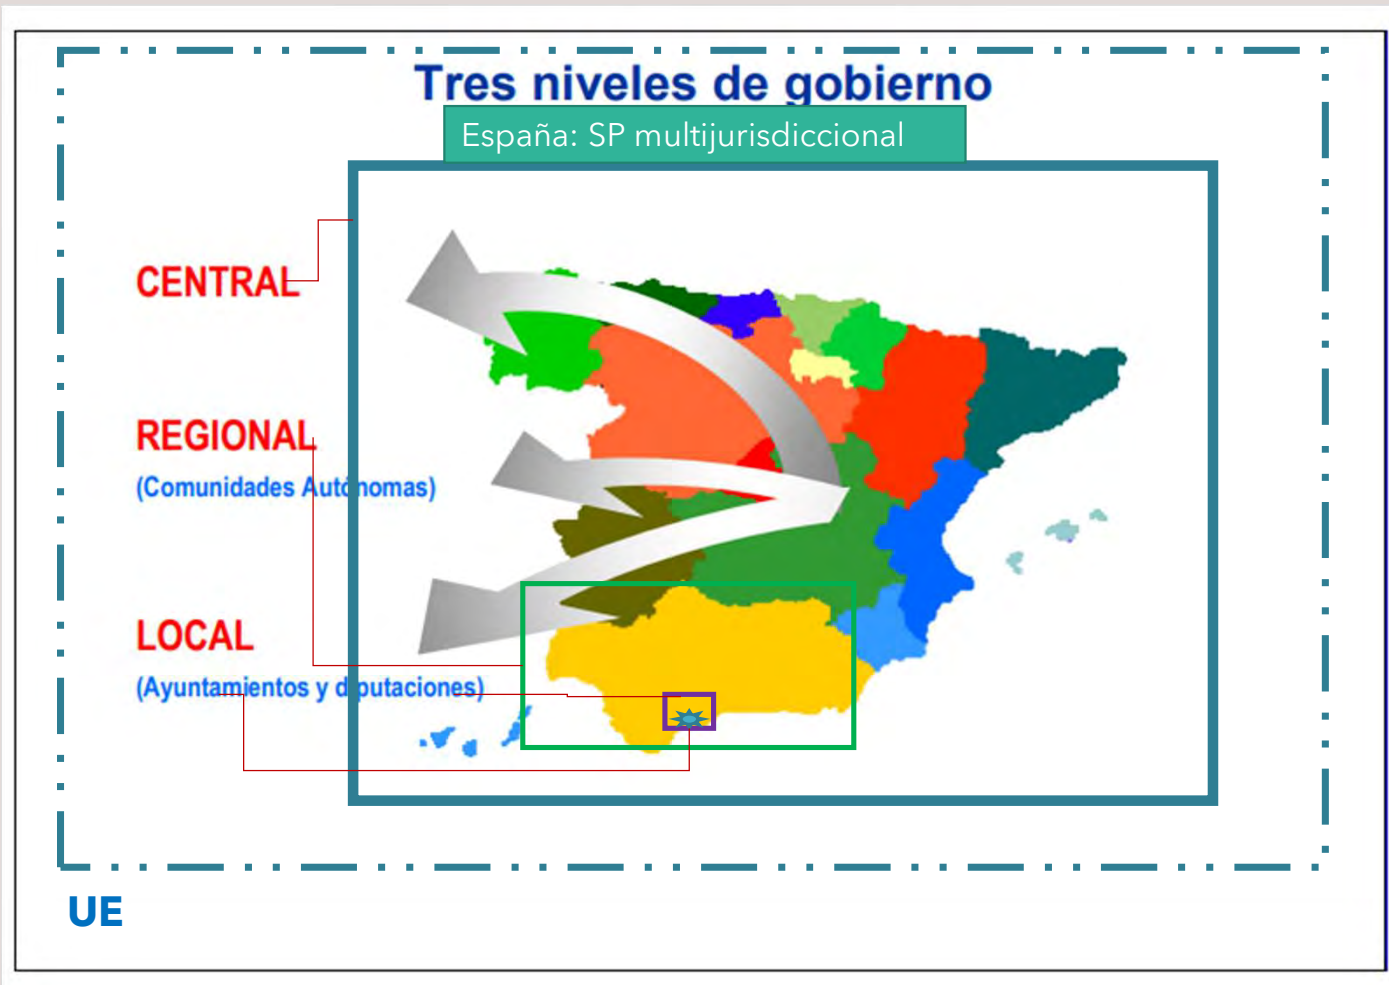 Tres niveles de gobierno
España: SP multijurisdiccional
CENTRAL
REGIONAL
(Comunidades Autónomas)
LOCAL
(Ayuntamientos y diputaciones)
UE